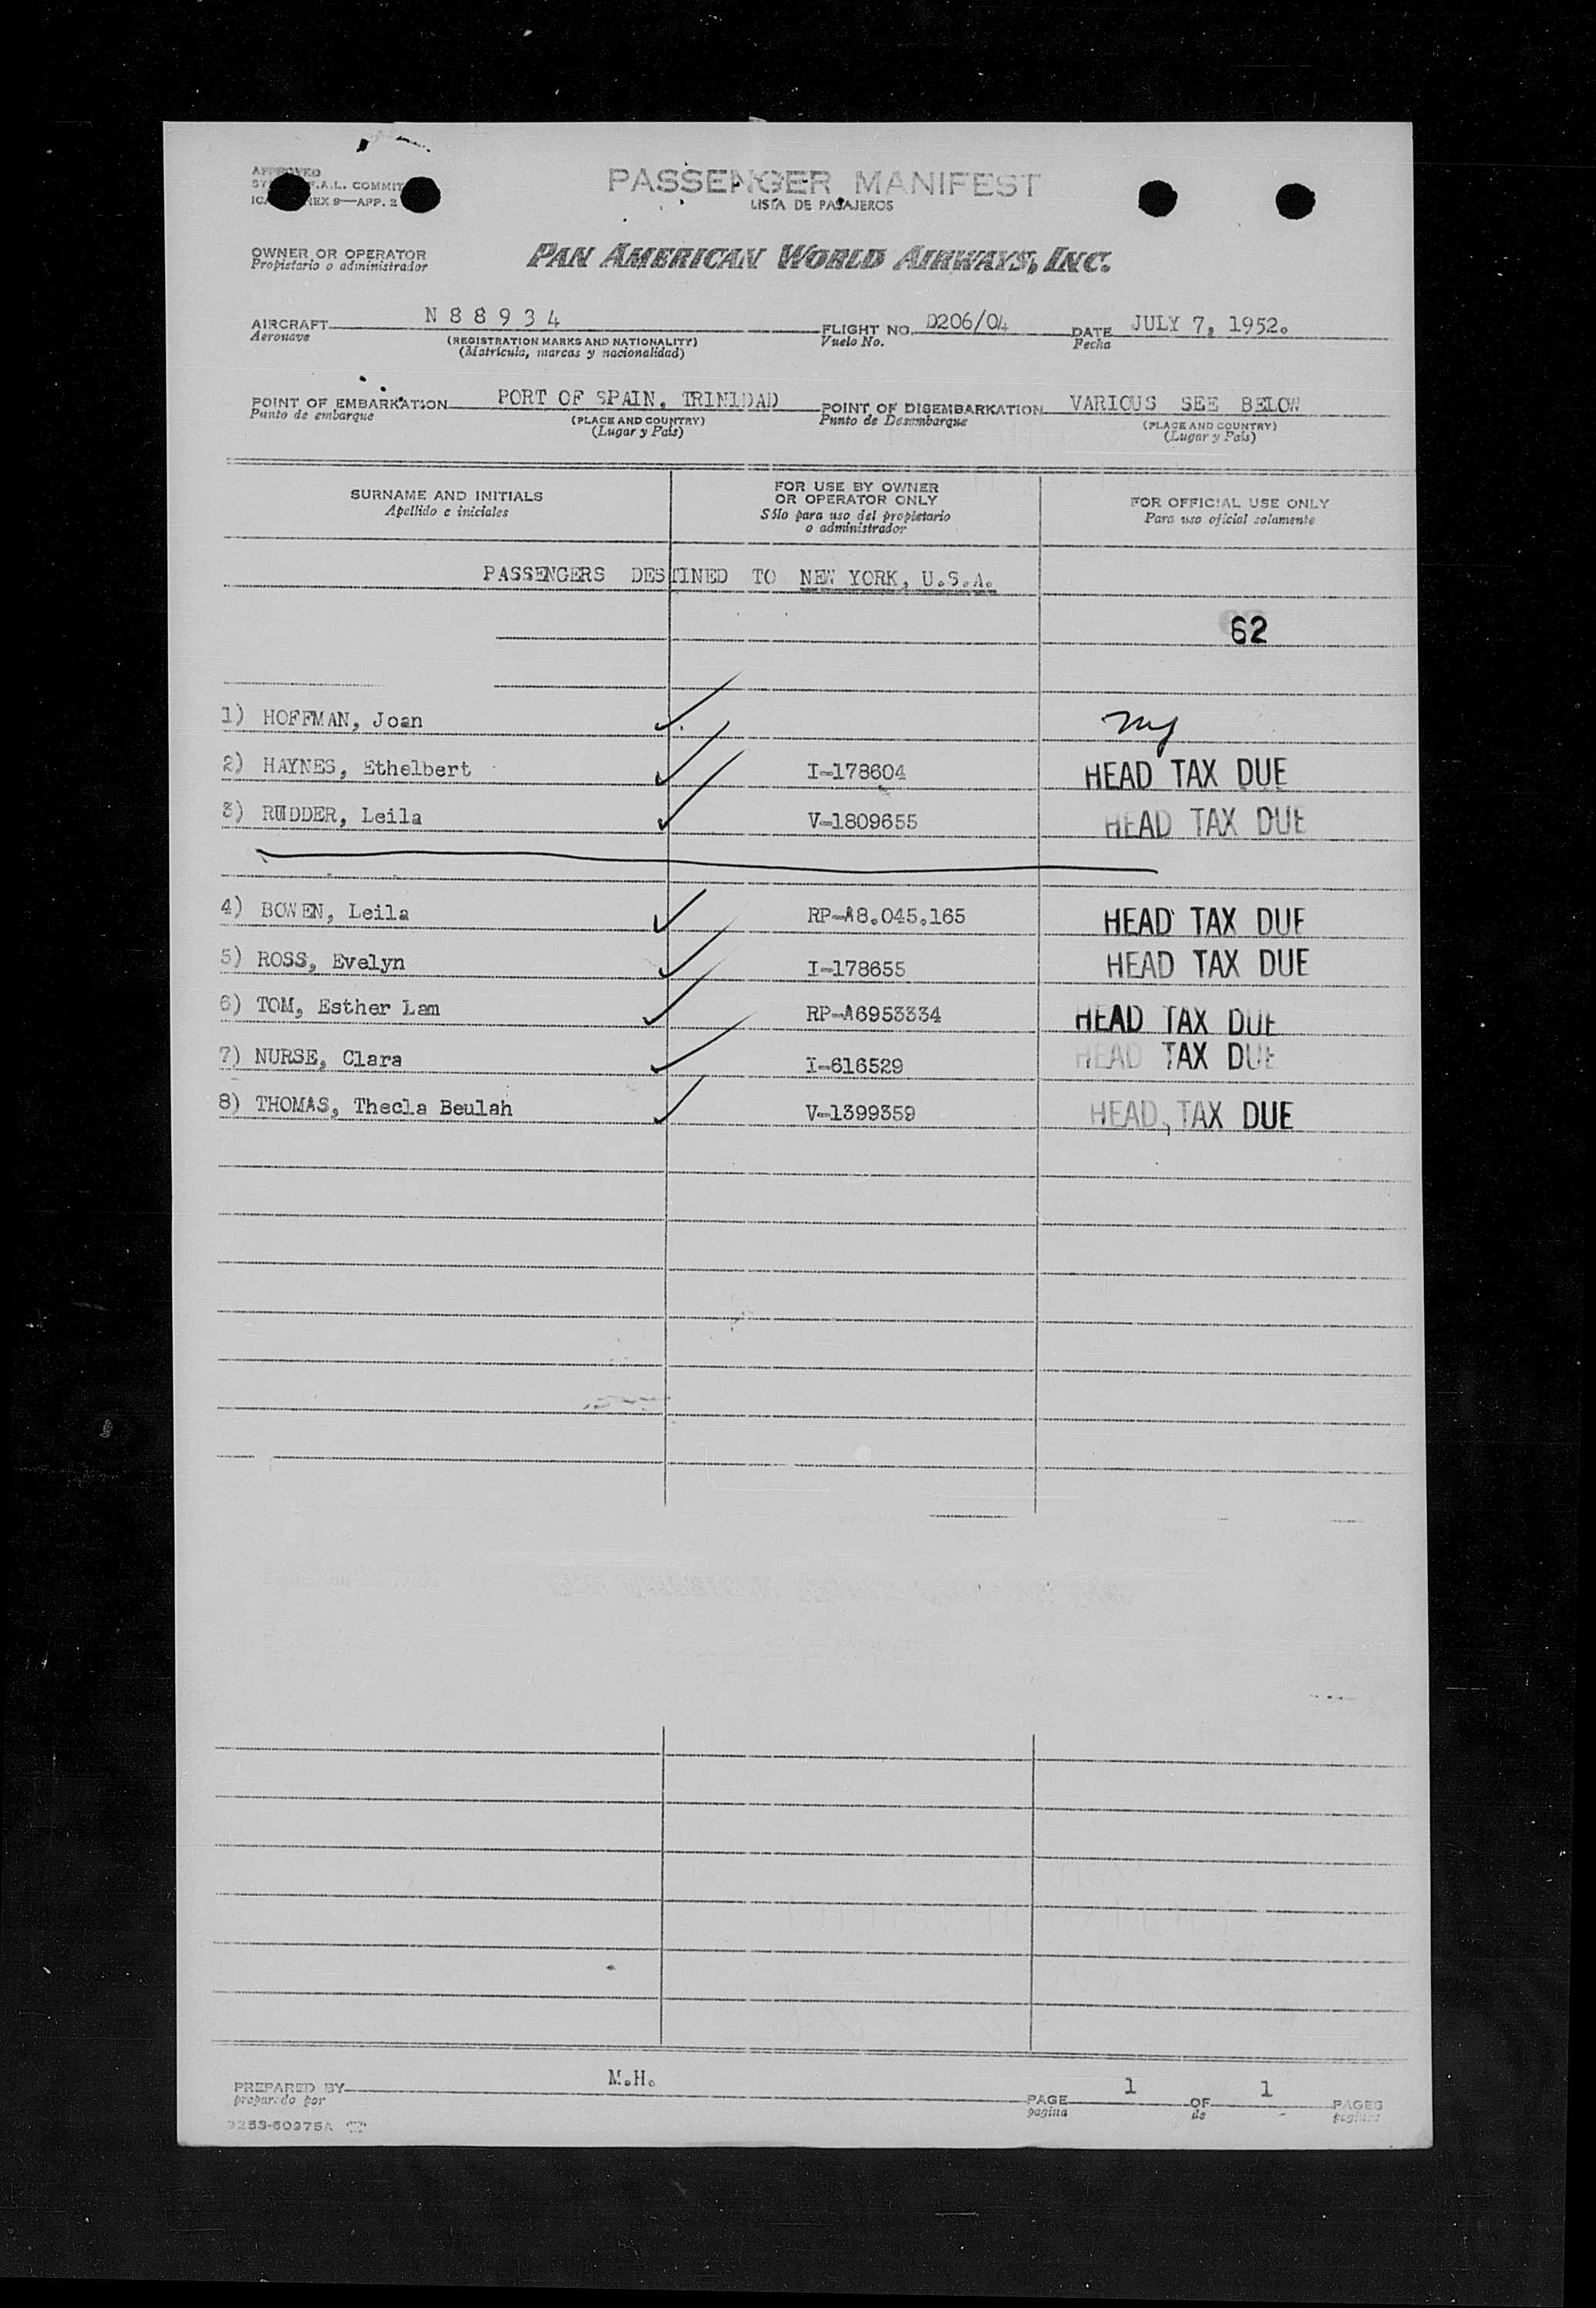 APPROVED
F.A.L. COMMIT
EX 9—APP. 2
PASSENGER MANIFEST
LISTA DE PASAJEROS
OWNER OR OPERATOR
Propietario o administrador
PAN AMERICAN WORLD AIRWAYS, INC.
AIRCRAFT N 8 8 9 3 4 FLIGHT NO. D206/04 DATE JULY 7, 1952.
Aeronave (REGISTRATION MARKS AND NATIONALITY) Vuelo No. Fecha
(Matrícula, marcas y nacionalidad)
POINT OF EMBARKATION PORT OF SPAIN, TRINIDAD POINT OF DISEMBARKATION VARIOUS SEE BELOW
Punto de embarque (PLACE AND COUNTRY) Punto de Desembarque (PLACE AND COUNTRY)
(Lugar y País) (Lugar y País)
SURNAME AND INITIALS
Apellido e iniciales
FOR USE BY OWNER
OR OPERATOR ONLY
Sólo para uso del propietario
o administrador
FOR OFFICIAL USE ONLY
Para uso oficial solamente
PASSENGERS DESTINED TO NEW YORK, U.S.A.
62
1) HOFFMAN, Joan
2) HAYNES, Ethelbert I-178604 HEAD TAX DUE
3) RUDDER, Leila V-1809655 HEAD TAX DUE
4) BOWEN, Leila RP-A8.045.165 HEAD TAX DUE
5) ROSS, Evelyn I-178655 HEAD TAX DUE
6) TOM, Esther Lam RP-A6953334 HEAD TAX DUE
7) NURSE, Clara I-616529 HEAD TAX DUE
8) THOMAS, Thecla Beulah V-1399359 HEAD TAX DUE
PREPARED BY M.H. PAGE 1 OF 1 PAGES
preparado por pagina de paginas